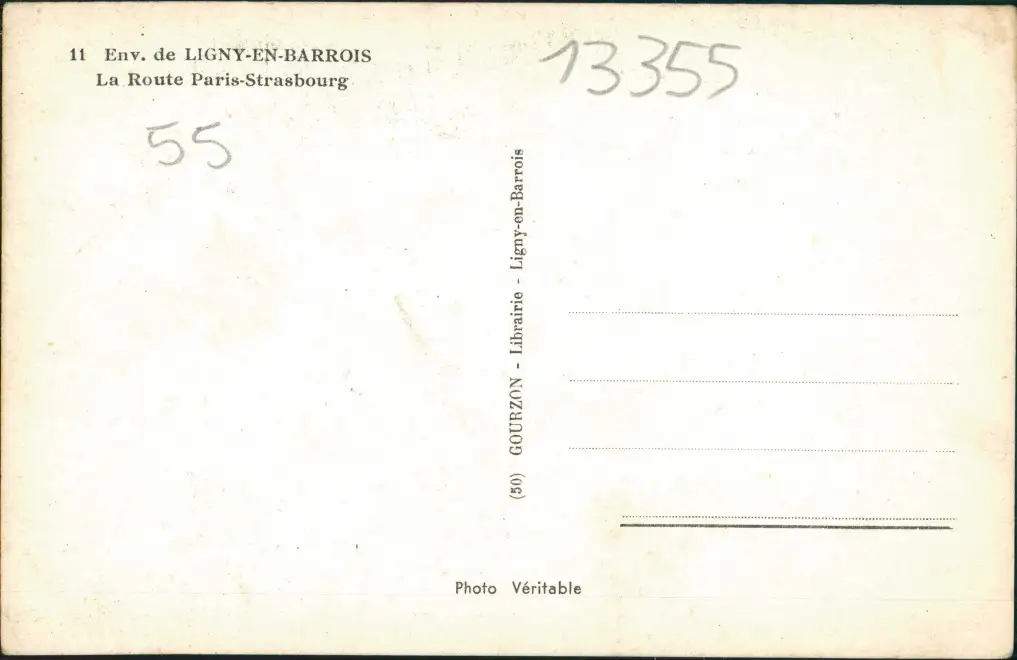 11 Env. de LIGNY-EN-BARROIS
La Route Paris-Strasbourg
13355
55
(50) GOURZON - Librairie - Ligny-en-Barrois
Photo Véritable